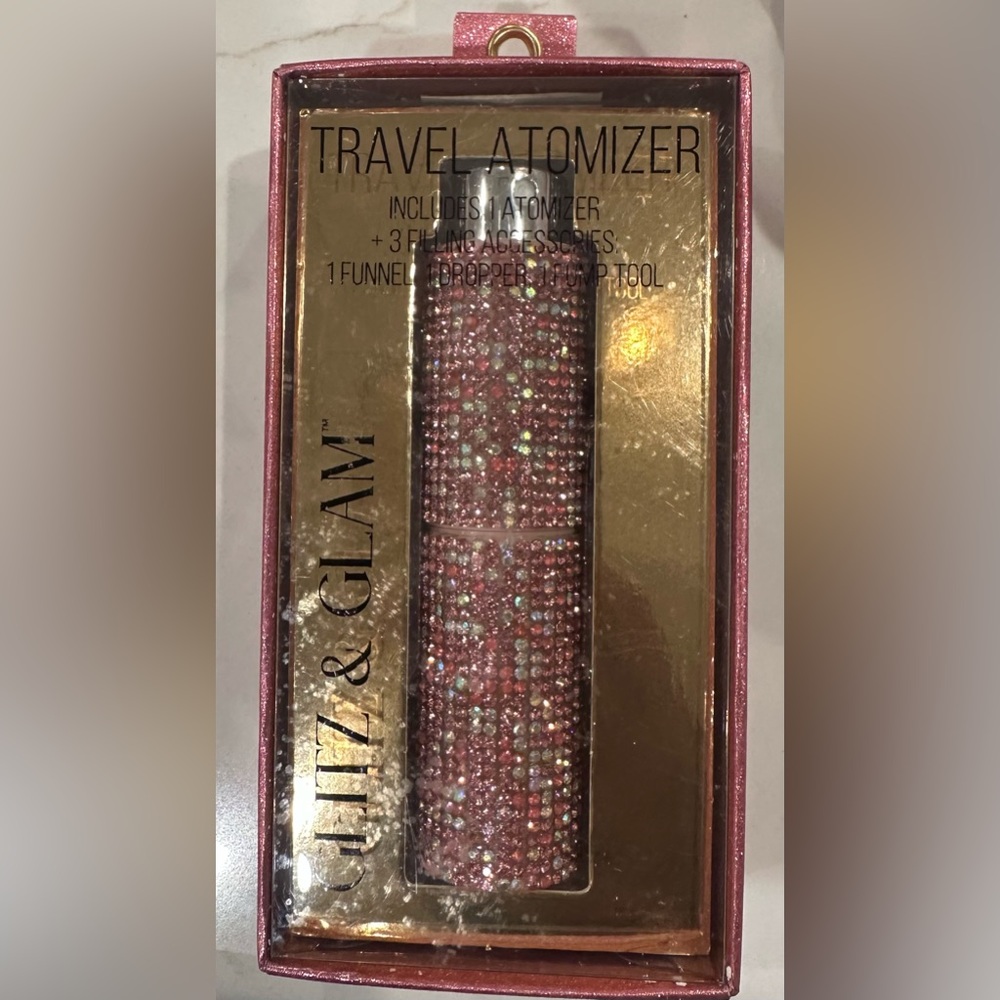 TRAVEL ATOMIZER
INCLUDES 1 ATOMIZER
+ 3 FILLING ACCESSORIES:
1 FUNNEL, 1 DROPPER, 1 PUMP TOOL
GLITZ & GLAM™